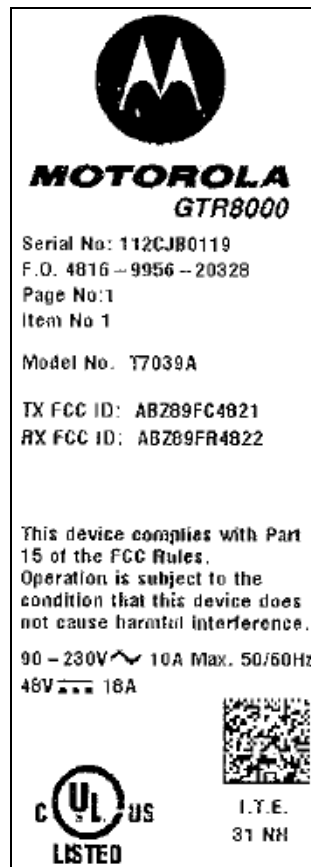 MOTOROLA
GTR8000
Serial No: 112CJB0119
F.O. 4816 – 9956 – 20328
Page No:1
Item No 1
Model No. T7039A
TX FCC ID: ABZ89FC4821
RX FCC ID: ABZ89FR4822
This device complies with Part
15 of the FCC Rules.
Operation is subject to the
condition that this device does
not cause harmful interference.
90 – 230V 10A Max. 50/60Hz
48V 18A
C UL US
LISTED
I.T.E.
31 NH